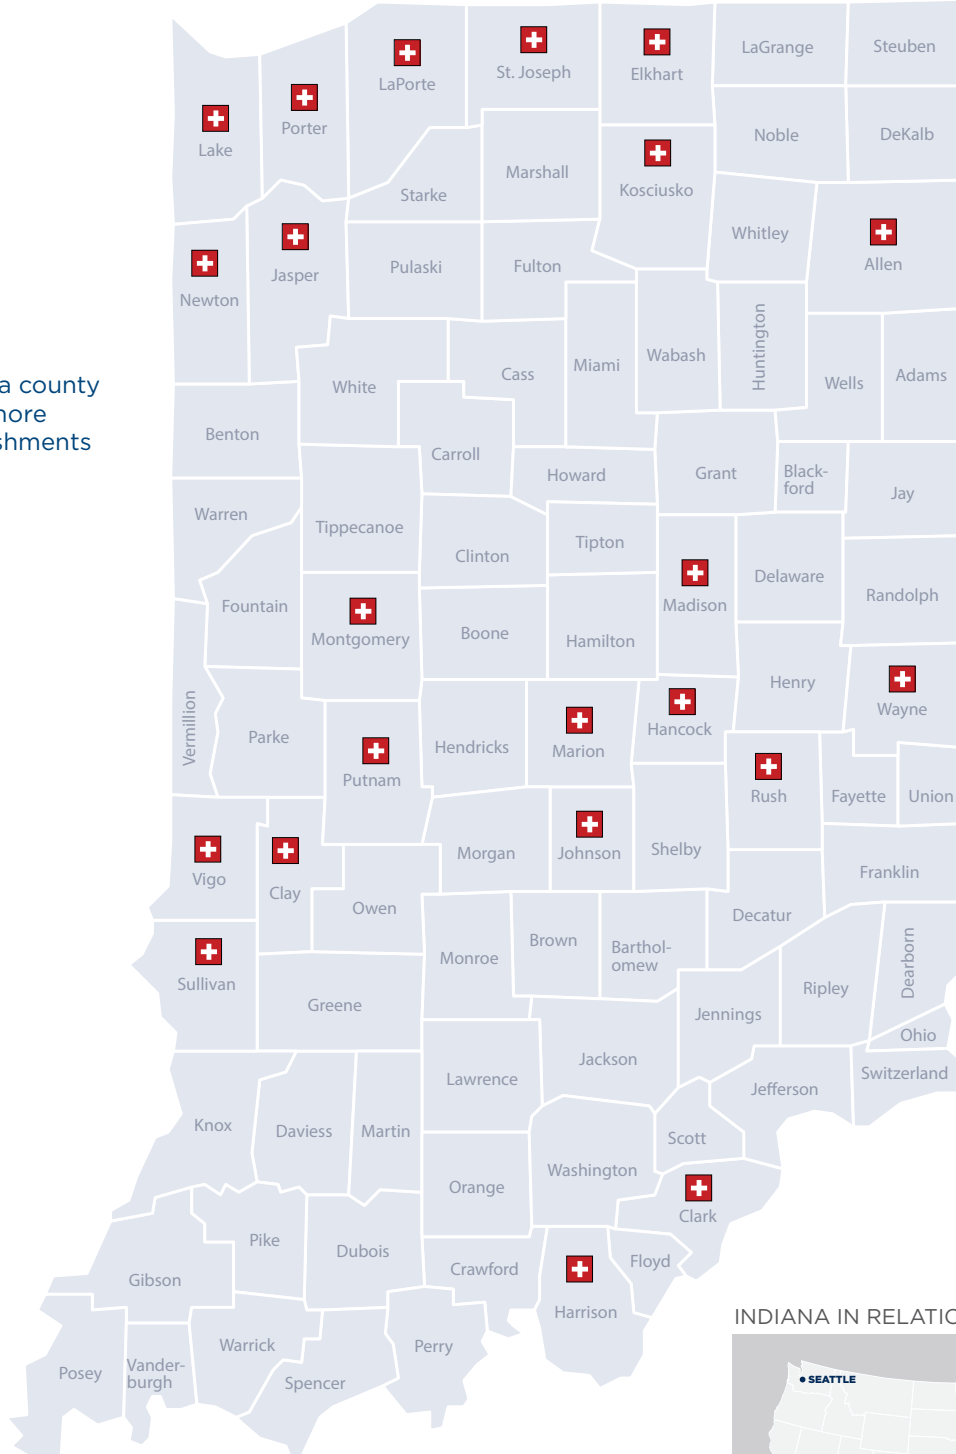 LaGrange
Steuben
LaPorte
St. Joseph
Elkhart
Porter
Noble
DeKalb
Lake
Marshall
Kosciusko
Starke
Whitley
Allen
Pulaski
Fulton
Jasper
Newton
Huntington
Wabash
Miami
Cass
Adams
Wells
White
a county
Benton
Carroll
Howard
Grant
Black-
ford
Jay
Warren
Tippecanoe
Clinton
Tipton
Delaware
Randolph
Fountain
Madison
Montgomery
Boone
Hamilton
Henry
Wayne
Vermillion
Parke
Hendricks
Marion
Hancock
Putnam
Rush
Fayette
Union
Morgan
Johnson
Shelby
Vigo
Clay
Franklin
Owen
Decatur
Brown
Barthol-
omew
Monroe
Dearborn
Sullivan
Ripley
Greene
Jennings
Ohio
Jackson
Lawrence
Switzerland
Jefferson
Knox
Daviess
Martin
Scott
Washington
Orange
Clark
Pike
Dubois
Floyd
Crawford
Gibson
Harrison
INDIANA IN
Warrick
Perry
Posey
Vander-
burgh
Spencer
SEATTLE